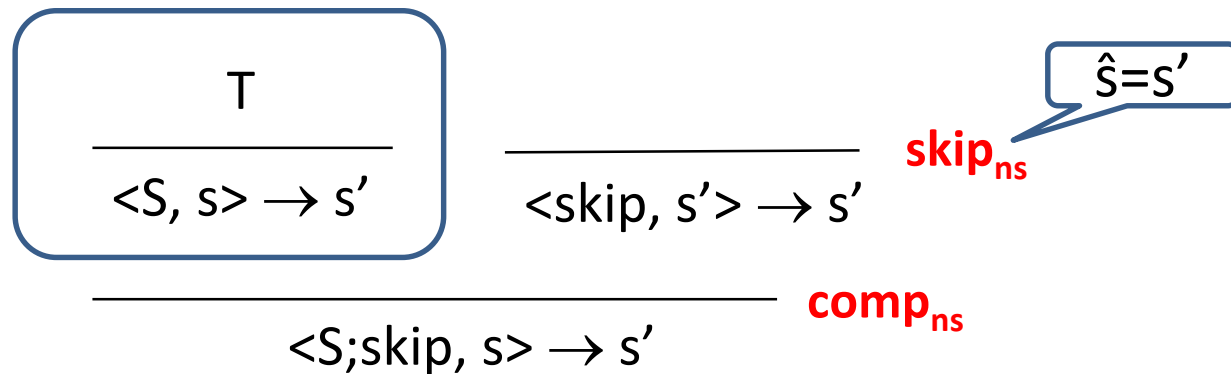 ŝ=s’
T
skipns
<S, s> → s’
<skip, s’> → s’
compns
<S;skip, s> → s’